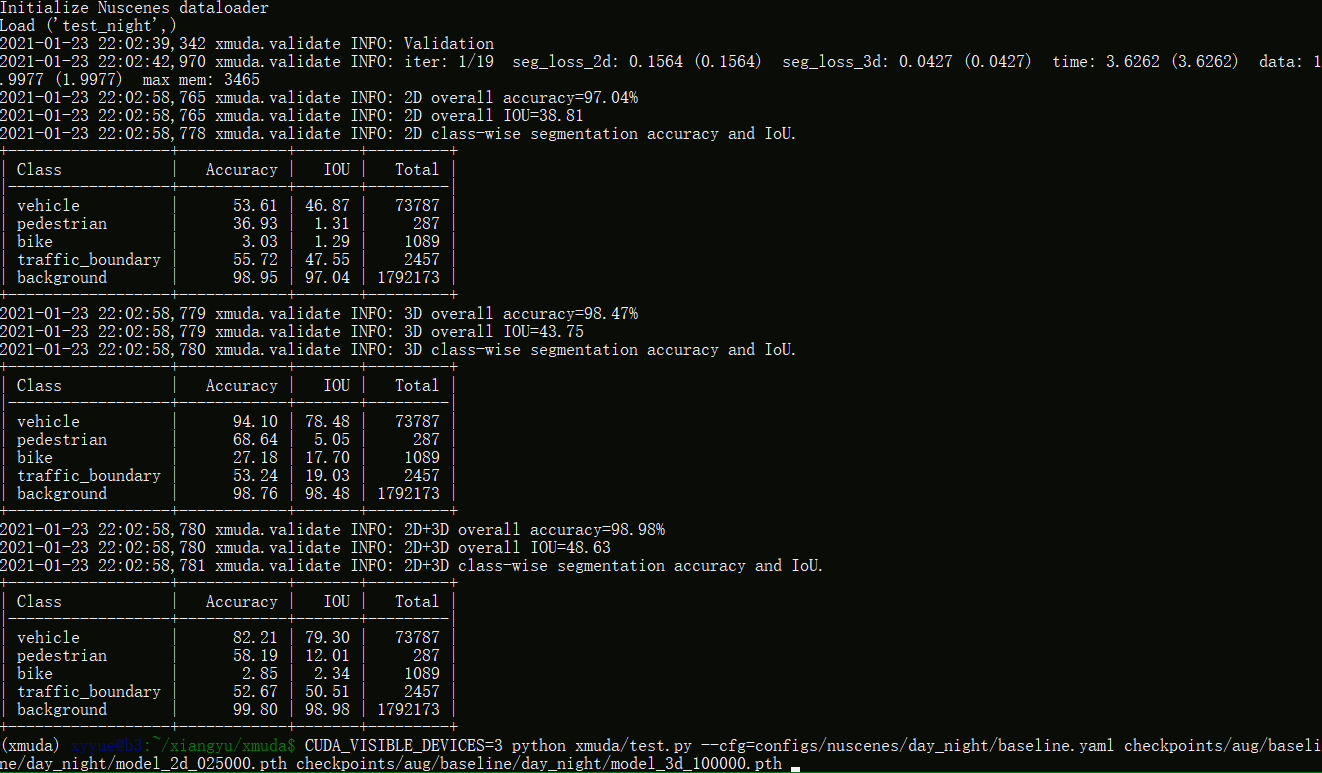 Initialize Nuscenes dataloader
Load ('test_night',)
2021-01-23 22:02:39,342 xmuda.validate INFO: Validation
2021-01-23 22:02:42,970 xmuda.validate INFO: iter: 1/19  seg_loss_2d: 0.1564 (0.1564)  seg_loss_3d: 0.0427 (0.0427)  time: 3.6262 (3.6262)  data: 1
.9977 (1.9977)  max mem: 3465
2021-01-23 22:02:58,765 xmuda.validate INFO: 2D overall accuracy=97.04%
2021-01-23 22:02:58,765 xmuda.validate INFO: 2D overall IOU=38.81
2021-01-23 22:02:58,778 xmuda.validate INFO: 2D class-wise segmentation accuracy and IoU.
+------------------+------------+-------+---------+
| Class            |   Accuracy |   IOU |   Total |
|------------------+------------+-------+---------|
| vehicle          |      53.61 | 46.87 |   73787 |
| pedestrian       |      36.93 |  1.31 |     287 |
| bike             |       3.03 |  1.29 |    1089 |
| traffic_boundary |      55.72 | 47.55 |    2457 |
| background       |      98.95 | 97.04 | 1792173 |
+------------------+------------+-------+---------+
2021-01-23 22:02:58,779 xmuda.validate INFO: 3D overall accuracy=98.47%
2021-01-23 22:02:58,779 xmuda.validate INFO: 3D overall IOU=43.75
2021-01-23 22:02:58,780 xmuda.validate INFO: 3D class-wise segmentation accuracy and IoU.
+------------------+------------+-------+---------+
| Class            |   Accuracy |   IOU |   Total |
|------------------+------------+-------+---------|
| vehicle          |      94.10 | 78.48 |   73787 |
| pedestrian       |      68.64 |  5.05 |     287 |
| bike             |      27.18 | 17.70 |    1089 |
| traffic_boundary |      53.24 | 19.03 |    2457 |
| background       |      98.76 | 98.48 | 1792173 |
+------------------+------------+-------+---------+
2021-01-23 22:02:58,780 xmuda.validate INFO: 2D+3D overall accuracy=98.98%
2021-01-23 22:02:58,780 xmuda.validate INFO: 2D+3D overall IOU=48.63
2021-01-23 22:02:58,781 xmuda.validate INFO: 2D+3D class-wise segmentation accuracy and IoU.
+------------------+------------+-------+---------+
| Class            |   Accuracy |   IOU |   Total |
|------------------+------------+-------+---------|
| vehicle          |      82.21 | 79.30 |   73787 |
| pedestrian       |      58.19 | 12.01 |     287 |
| bike             |       2.85 |  2.34 |    1089 |
| traffic_boundary |      52.67 | 50.51 |    2457 |
| background       |      99.80 | 98.98 | 1792173 |
+------------------+------------+-------+---------+
(xmuda) xyyue@b3:~/xiangyu/xmuda$ CUDA_VISIBLE_DEVICES=3 python xmuda/test.py --cfg=configs/nuscenes/day_night/baseline.yaml checkpoints/aug/baseli
ne/day_night/model_2d_025000.pth checkpoints/aug/baseline/day_night/model_3d_100000.pth